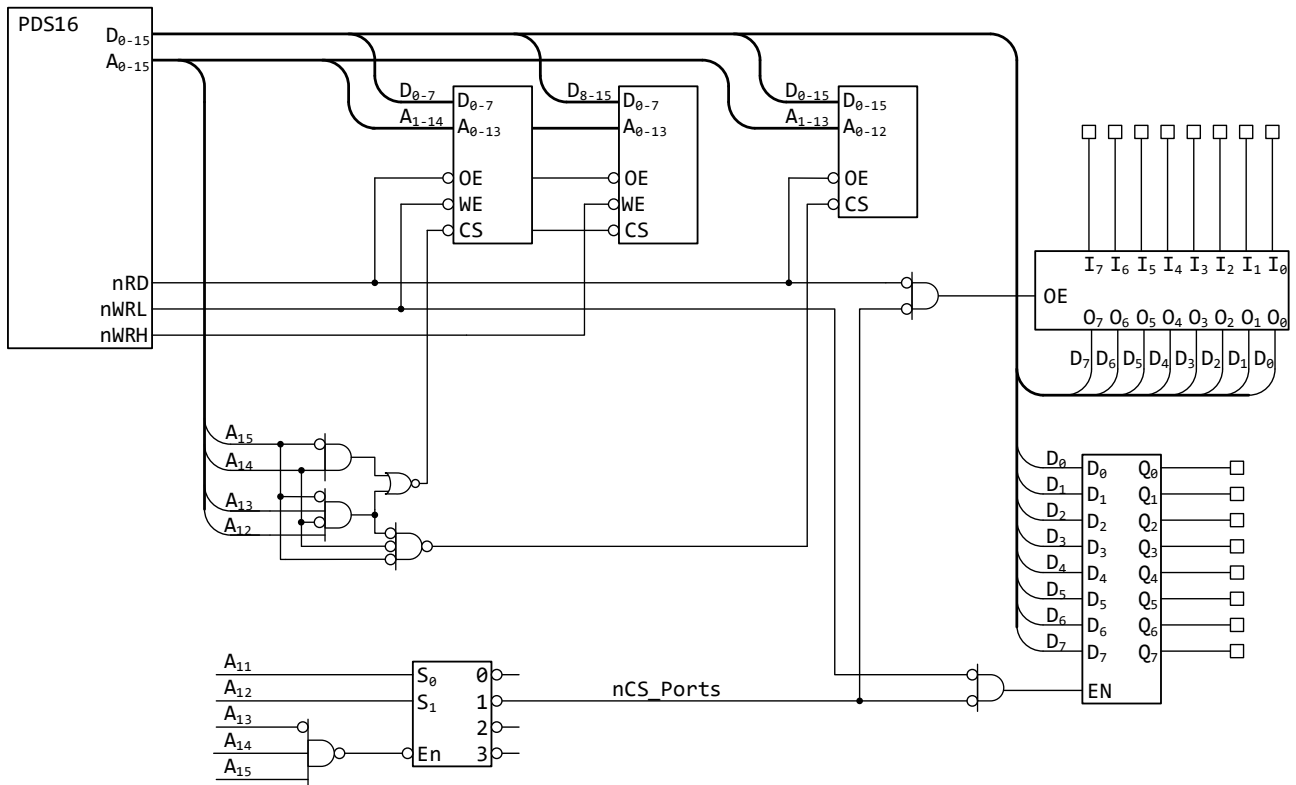 PDS16
D₀₋₁₅
A₀₋₁₅
nRD
nWRL
nWRH
D₀₋₇
A₁₋₁₄
D₀₋₇
A₀₋₁₃
OE
WE
CS
D₈₋₁₅
D₀₋₇
A₀₋₁₃
OE
WE
CS
D₀₋₁₅
A₁₋₁₃
D₀₋₁₅
A₀₋₁₂
OE
CS
I₇ I₆ I₅ I₄ I₃ I₂ I₁ I₀
OE
O₇ O₆ O₅ O₄ O₃ O₂ O₁ O₀
D₇ D₆ D₅ D₄ D₃ D₂ D₁ D₀
A₁₅
A₁₄
A₁₃
A₁₂
D₀ D₀ Q₀
D₁ D₁ Q₁
D₂ D₂ Q₂
D₃ D₃ Q₃
D₄ D₄ Q₄
D₅ D₅ Q₅
D₆ D₆ Q₆
D₇ D₇ Q₇
EN
A₁₁ S₀ 0
A₁₂ S₁ 1 nCS_Ports
A₁₃ 2
A₁₄ En 3
A₁₅